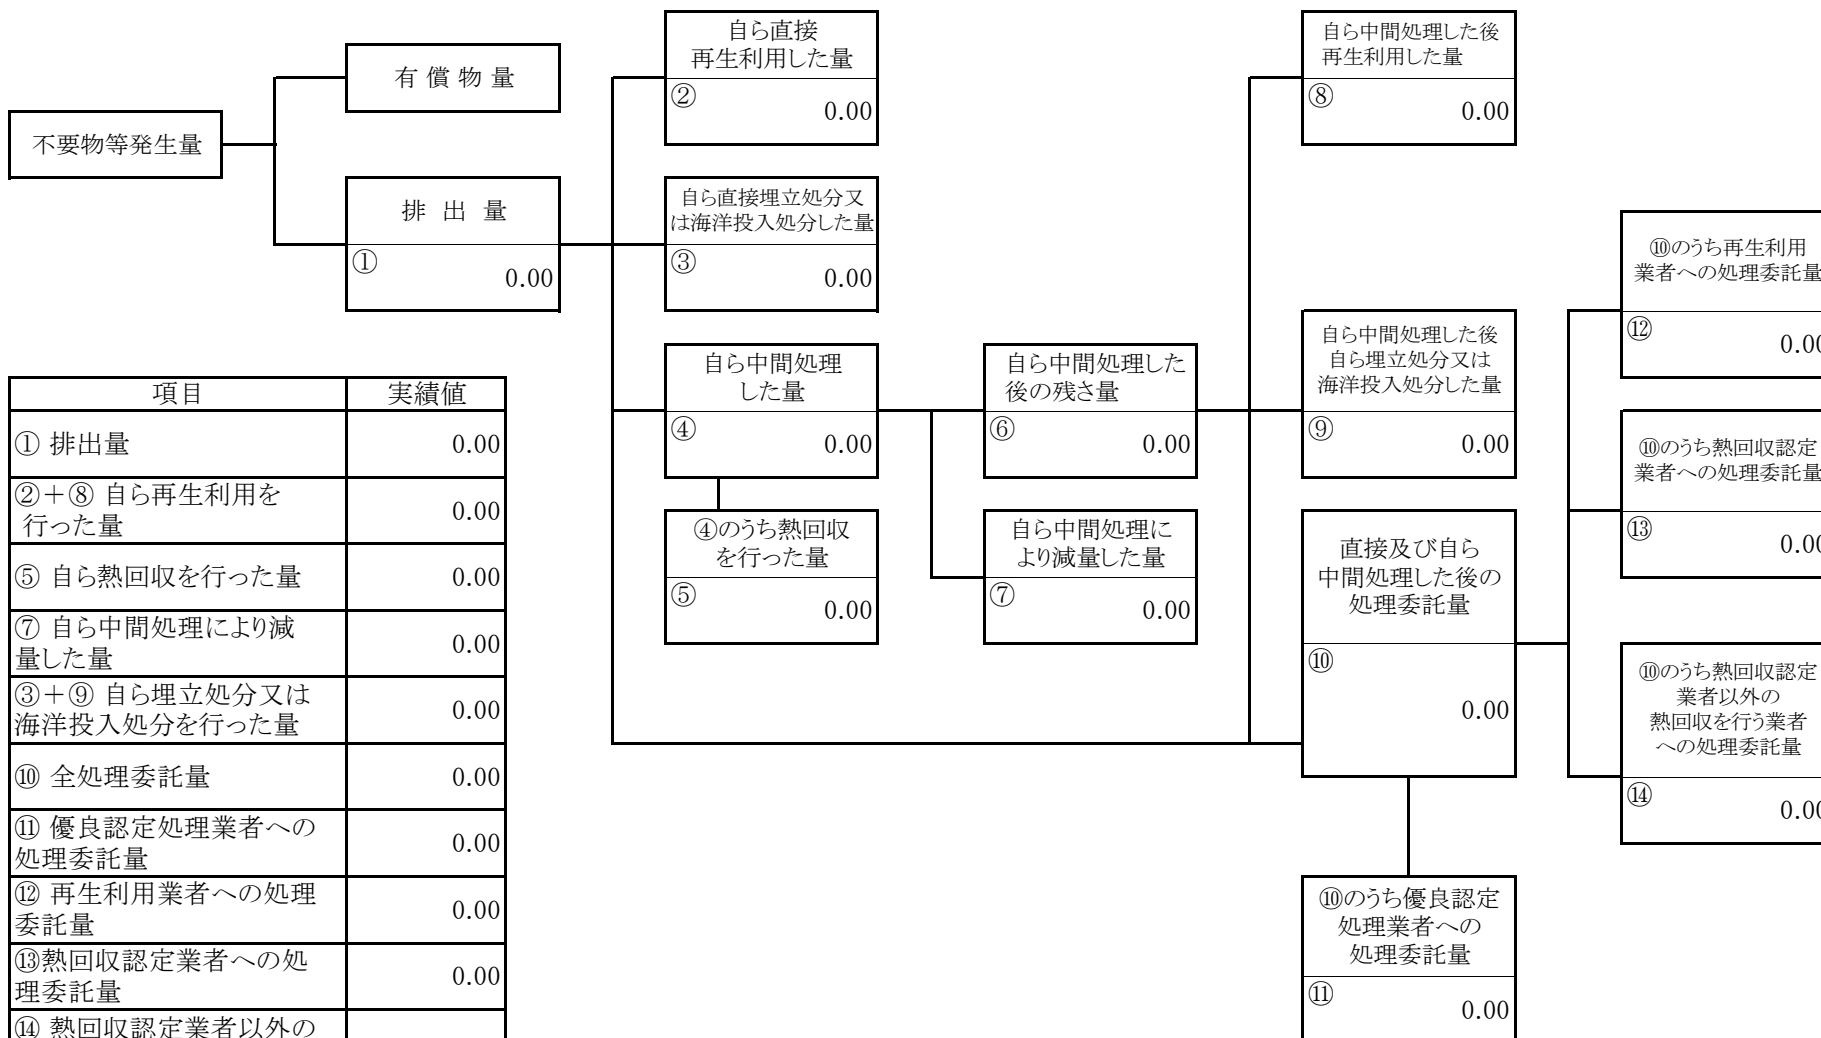 不要物等発生量
有 償 物 量
排 出 量
①
0.00
自ら直接
再生利用した量
②
0.00
自ら直接埋立処分又
は海洋投入処分した量
③
0.00
自ら中間処理
した量
④
0.00
④のうち熱回収
を行った量
⑤
0.00
自ら中間処理した
後の残さ量
⑥
0.00
自ら中間処理に
より減量した量
⑦
0.00
自ら中間処理した後
再生利用した量
⑧
0.00
自ら中間処理した後
自ら埋立処分又は
海洋投入処分した量
⑨
0.00
直接及び自ら
中間処理した後の
処理委託量
⑩
0.00
⑩のうち優良認定
処理業者への
処理委託量
⑪
0.00
⑩のうち再生利用
業者への処理委託量
⑫
0.00
⑩のうち熱回収認定
業者への処理委託量
⑬
0.00
⑩のうち熱回収認定
業者以外の
熱回収を行う業者
への処理委託量
⑭
0.00
項目 実績値
① 排出量 0.00
②＋⑧ 自ら再生利用を
行った量 0.00
⑤ 自ら熱回収を行った量 0.00
⑦ 自ら中間処理により減
量した量 0.00
③＋⑨ 自ら埋立処分又は
海洋投入処分を行った量 0.00
⑩ 全処理委託量 0.00
⑪ 優良認定処理業者への
処理委託量 0.00
⑫ 再生利用業者への処理
委託量 0.00
⑬熱回収認定業者への処
理委託量 0.00
⑭ 熱回収認定業者以外の